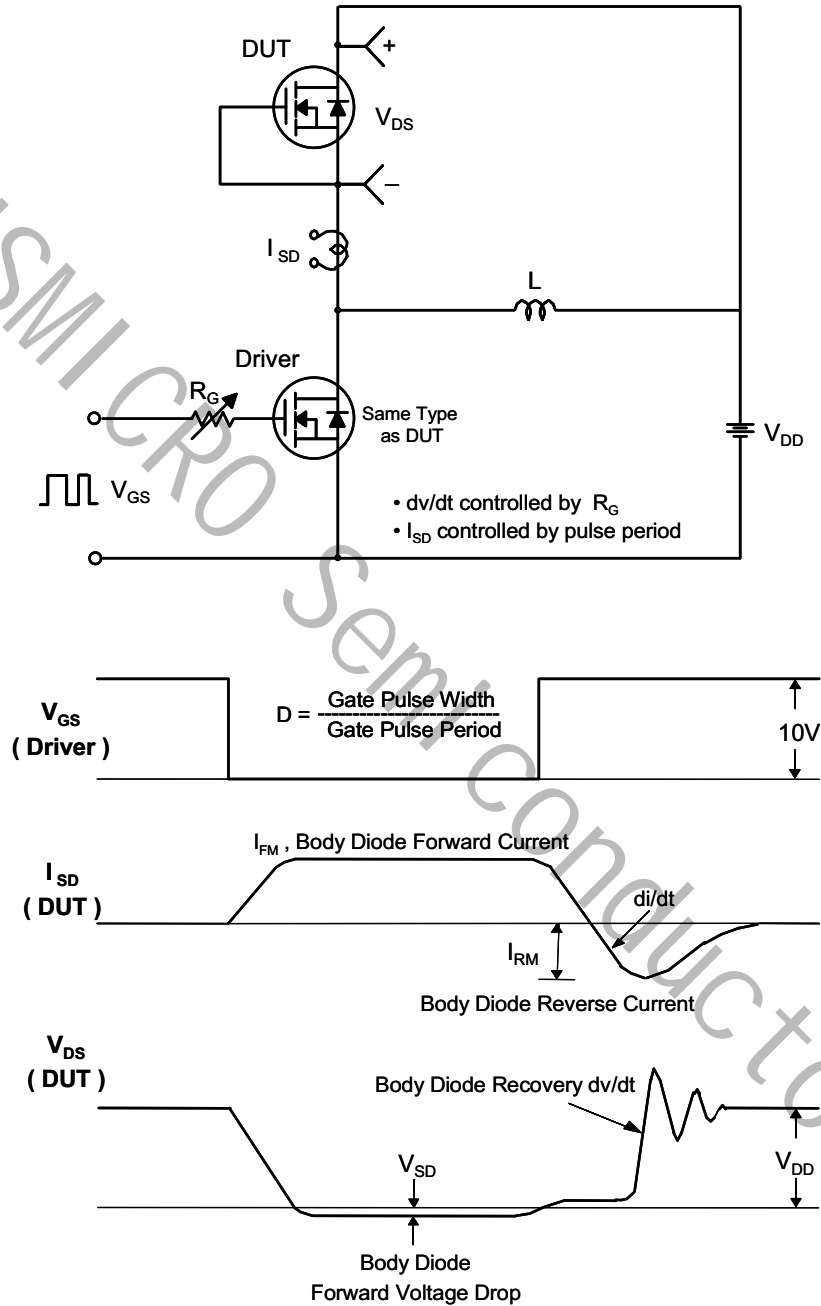 DUT
+
V_DS
–
I_SD
L
Driver
R_G
Same Type
as DUT
V_DD
V_GS
• dv/dt controlled by R_G
• I_SD controlled by pulse period
V_GS
( Driver )
D = Gate Pulse Width
Gate Pulse Period
10V
I_FM , Body Diode Forward Current
I_SD
( DUT )
di/dt
I_RM
Body Diode Reverse Current
V_DS
( DUT )
Body Diode Recovery dv/dt
V_SD
V_DD
Body Diode
Forward Voltage Drop
SMICRO Semiconducto